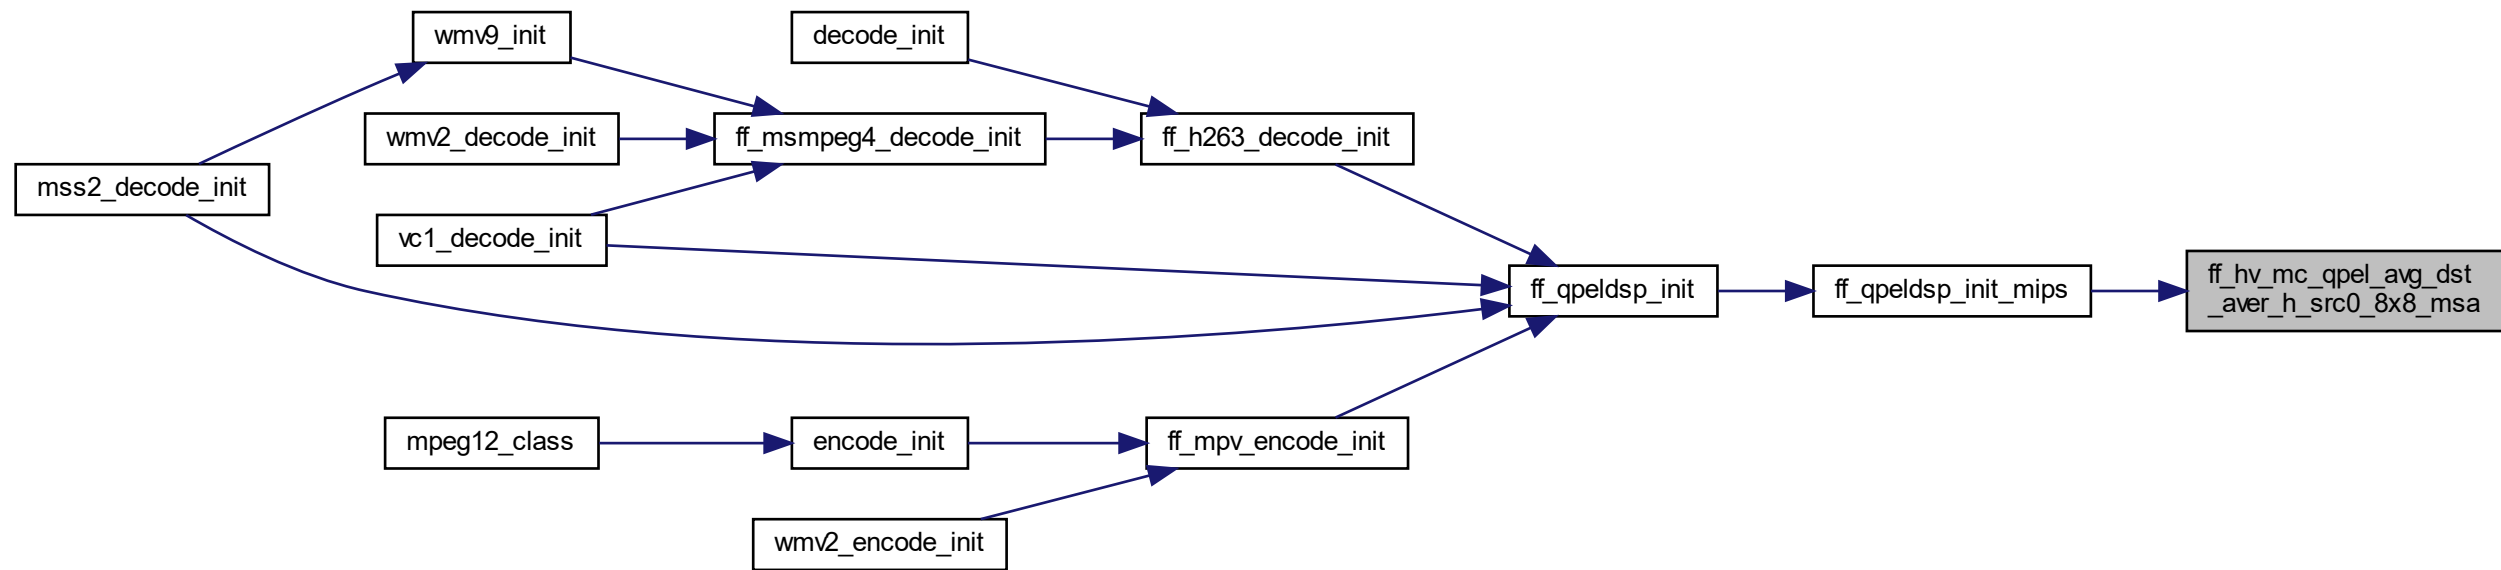 wmv9_init
decode_init
wmv2_decode_init
ff_msmpeg4_decode_init
ff_h263_decode_init
mss2_decode_init
vc1_decode_init
ff_qpeldsp_init
ff_qpeldsp_init_mips
ff_hv_mc_qpel_avg_dst
_aver_h_src0_8x8_msa
mpeg12_class
encode_init
ff_mpv_encode_init
wmv2_encode_init